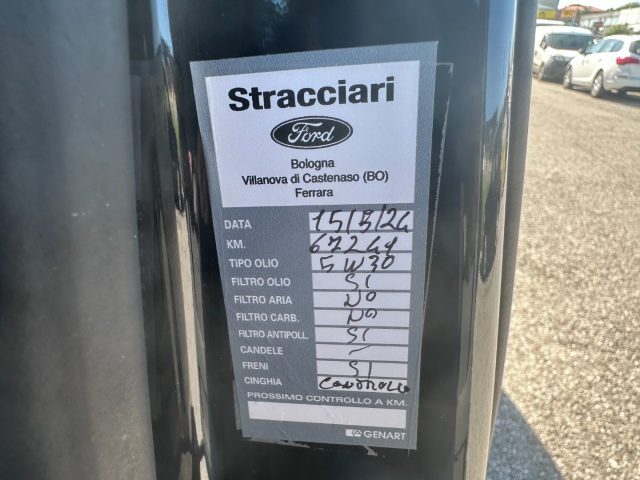 Stracciari
Ford
Bologna
Villanova di Castenaso (BO)
Ferrara
DATA 15/5/24
KM. 67244
TIPO OLIO 5W30
FILTRO OLIO SI
FILTRO ARIA NO
FILTRO CARB. NO
FILTRO ANTIPOLL. SI
CANDELE –
FRENI SI
CINGHIA CONTROLLO
PROSSIMO CONTROLLO A KM.
GENART